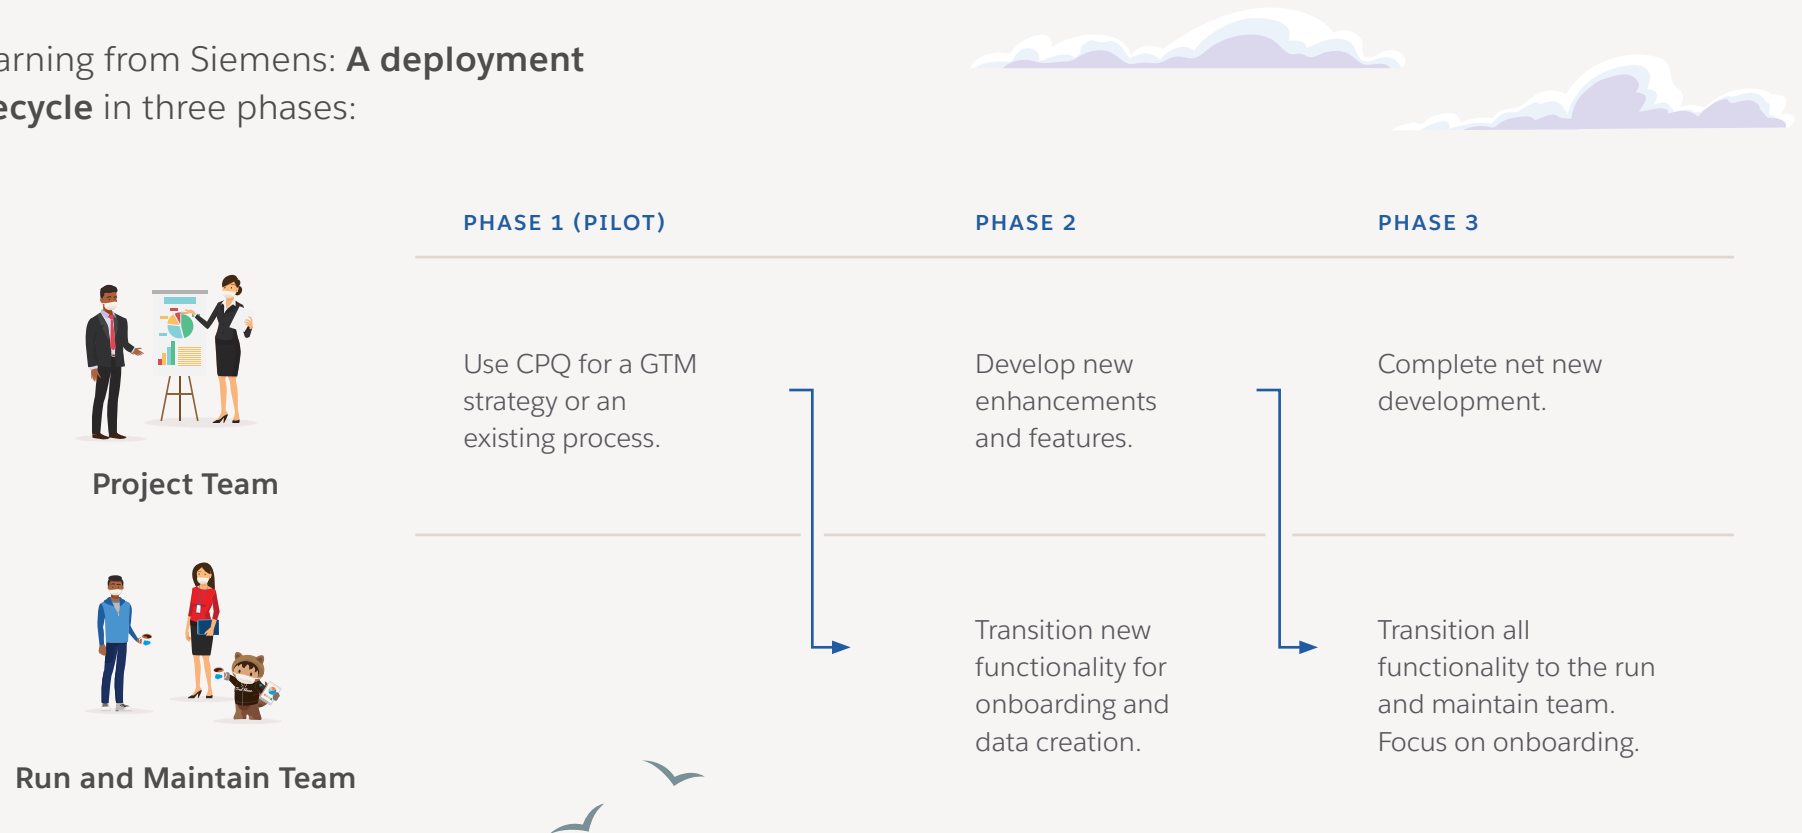 arning from Siemens: A deployment
ecycle in three phases:
PHASE 1 (PILOT)
PHASE 2
PHASE 3
Use CPQ for a GTM
strategy or an
existing process.
Develop new
enhancements
and features.
Complete net new
development.
Project Team
Transition new
functionality for
onboarding and
data creation.
Transition all
functionality to the run
and maintain team.
Focus on onboarding.
Run and Maintain Team